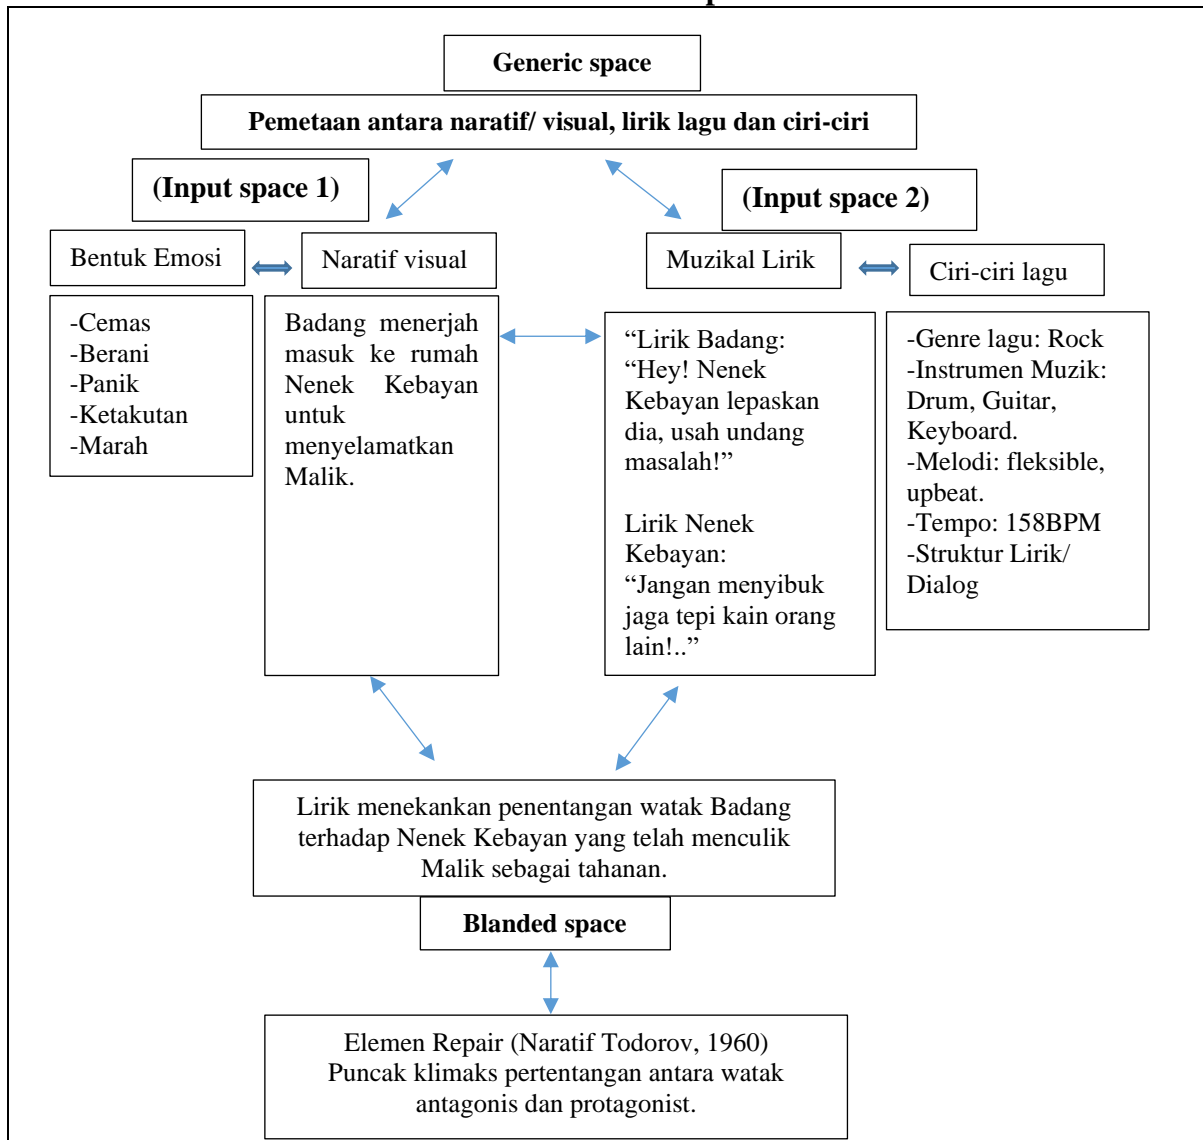 Generic space
Pemetaan antara naratif/ visual, lirik lagu dan ciri-ciri
(Input space 1)
(Input space 2)
Bentuk Emosi
Naratif visual
Muzikal Lirik
Ciri-ciri lagu
-Cemas
-Berani
-Panik
-Ketakutan
-Marah
Badang menerjah
masuk ke rumah
Nenek Kebayan
untuk
menyelamatkan
Malik.
“Lirik Badang:
“Hey! Nenek
Kebayan lepaskan
dia, usah undang
masalah!”
Lirik Nenek
Kebayan:
“Jangan menyibuk
jaga tepi kain orang
lain!..”
-Genre lagu: Rock
-Instrumen Muzik:
Drum, Guitar,
Keyboard.
-Melodi: fleksible,
upbeat.
-Tempo: 158BPM
-Struktur Lirik/
Dialog
Lirik menekankan penentangan watak Badang
terhadap Nenek Kebayan yang telah menculik
Malik sebagai tahanan.
Blanded space
Elemen Repair (Naratif Todorov, 1960)
Puncak klimaks pertentangan antara watak
antagonis dan protagonist.